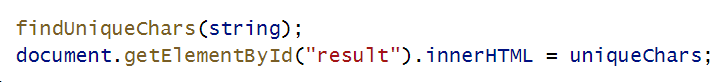 findUniqueChars(string);
document.getElementById("result").innerHTML = uniqueChars;